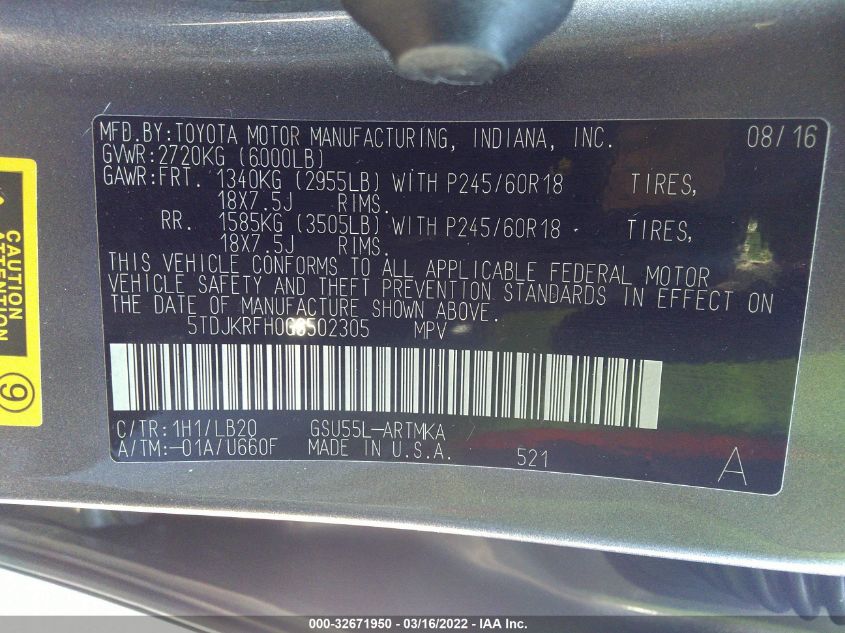 MFD.BY:TOYOTA MOTOR MANUFACTURING, INDIANA, INC. 08/16
GVWR:2720KG (6000LB)
GAWR:FRT. 1340KG (2955LB) WITH P245/60R18 TIRES,
18X7.5J RIMS.
RR. 1585KG (3505LB) WITH P245/60R18 TIRES,
18X7.5J RIMS.
THIS VEHICLE CONFORMS TO ALL APPLICABLE FEDERAL MOTOR
VEHICLE SAFETY AND THEFT PREVENTION STANDARDS IN EFFECT ON
THE DATE OF MANUFACTURE SHOWN ABOVE.
5TDJKRFH0GS502305 MPV
C/TR:1H1/LB20 GSU55L-ARTMKA
A/TM:-01A/U660F MADE IN U.S.A. 521
A
CAUTION
ATTENTION
9
000-32671950 - 03/16/2022 - IAA Inc.